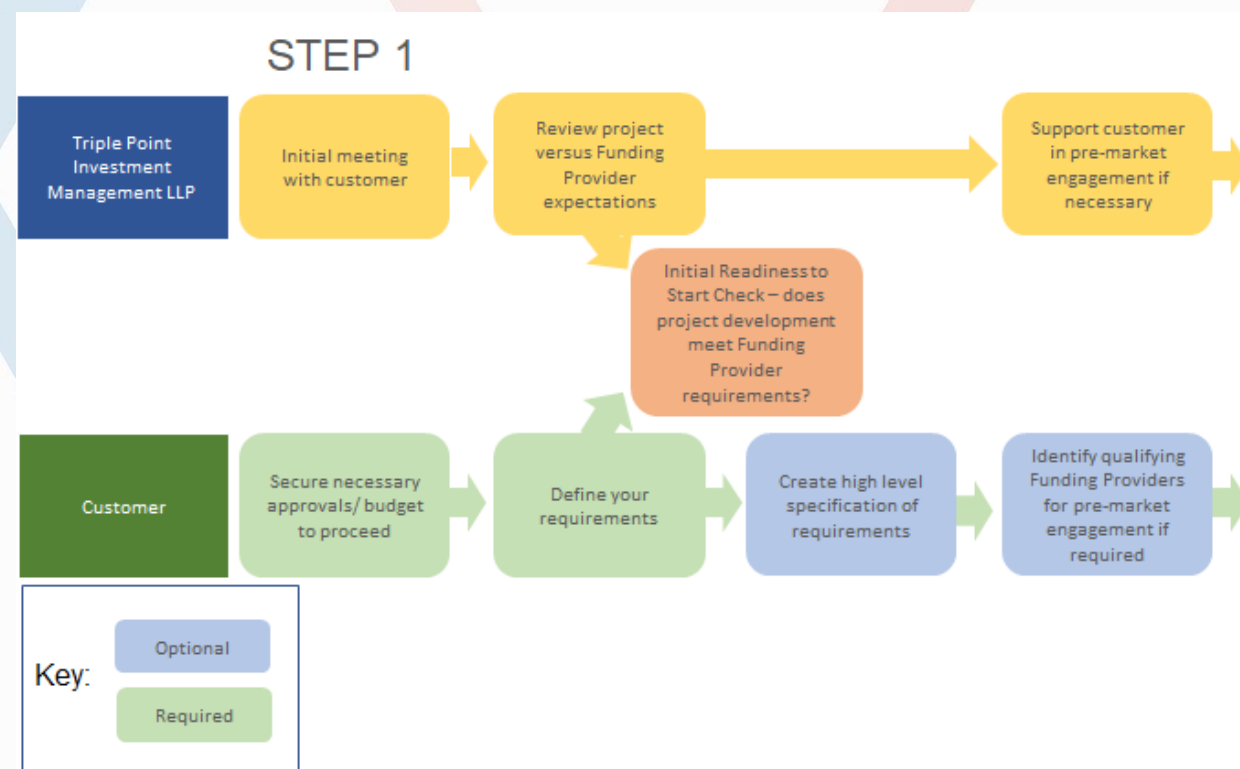 STEP 1
Triple Point
Investment
Management LLP
Initial meeting
with customer
Review project
versus Funding
Provider
expectations
Support customer
in pre-market
engagement if
necessary
Initial Readiness to
Start Check – does
project development
meet Funding
Provider
requirements?
Customer
Secure necessary
approvals/ budget
to proceed
Define your
requirements
Create high level
specification of
requirements
Identify qualifying
Funding Providers
for pre-market
engagement if
required
Key:
Optional
Required